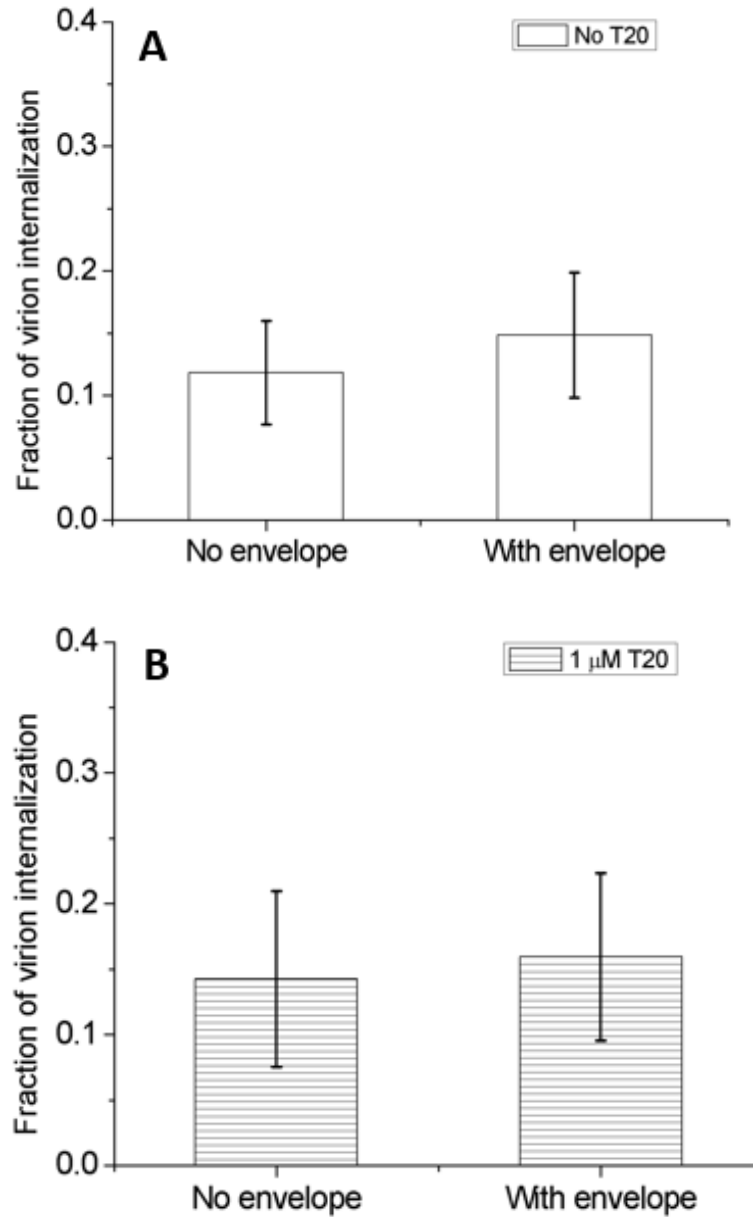 A
No T20
0.4
0.3
0.2
0.1
0.0
Fraction of virion internalization
No envelope
With envelope
B
1 μM T20
0.4
0.3
0.2
0.1
0.0
Fraction of virion internalization
No envelope
With envelope